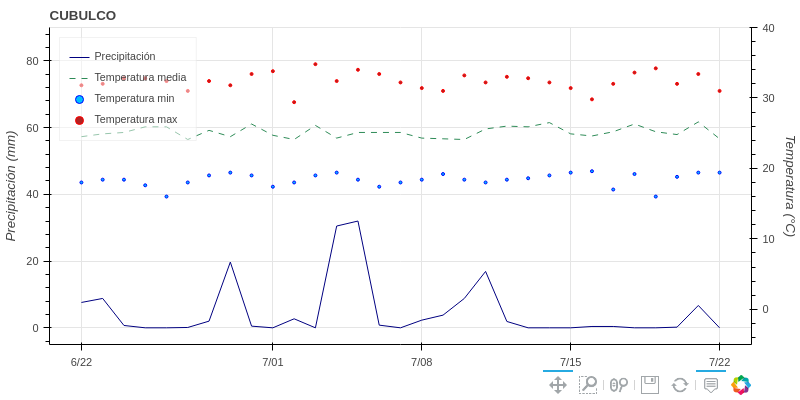 CUBULCO
Precipitación
Temperatura media
Temperatura min
Temperatura max
Precipitación (mm)
80
60
40
20
0
Temperatura (°C)
40
30
20
10
0
6/22
7/01
7/08
7/15
7/22